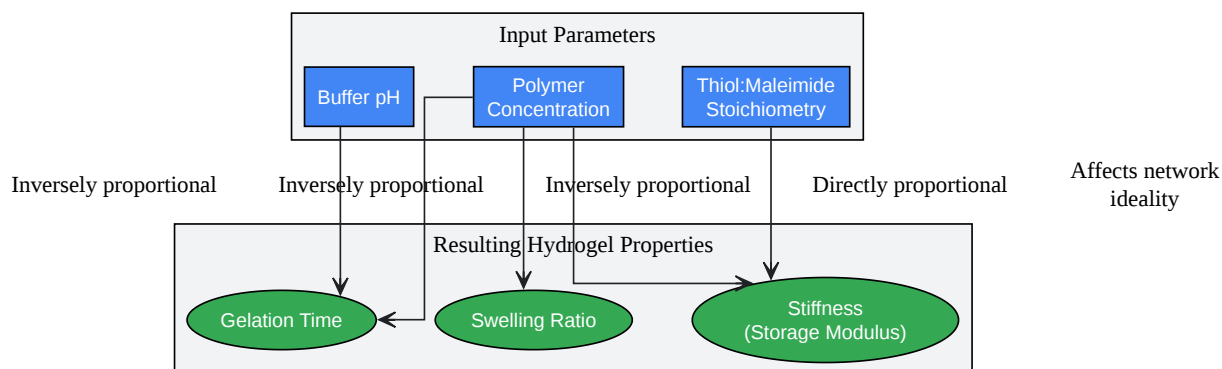 Input Parameters
Buffer pH
Polymer
Concentration
Thiol:Maleimide
Stoichiometry
Inversely proportional
Inversely proportional
Inversely proportional
Directly proportional
Affects network
ideality
Resulting Hydrogel Properties
Gelation Time
Swelling Ratio
Stiffness
(Storage Modulus)